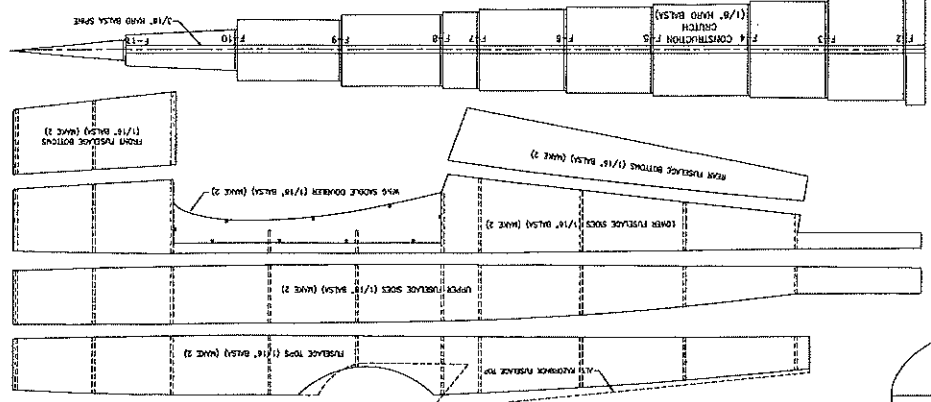 ALT RAZORBACK FUSELAGE TOP
FUSELAGE TOPS (1/16" BALSA) (MAKE 2)
UPPER FUSELAGE SIDES (1/16" BALSA) (MAKE 2)
LOWER FUSELAGE SIDES (1/16" BALSA) (MAKE 2)
WING SADDLE DOUBLER (1/16" BALSA) (MAKE 2)
REAR FUSELAGE BOTTOMS (1/16" BALSA) (MAKE 2)
FRONT FUSELAGE BOTTOMS
(1/16" BALSA) (MAKE 2)
F-2
F-3
F-4
CONSTRUCTION
CRUTCH
(1/8" HARD BALSA)
F-5
F-6
F-7
F-8
F-9
F-10
3/16" HARD BALSA SPINE